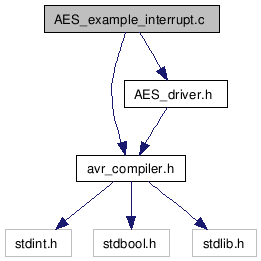 AES_example_interrupt.c
AES_driver.h
avr_compiler.h
stdint.h
stdbool.h
stdlib.h